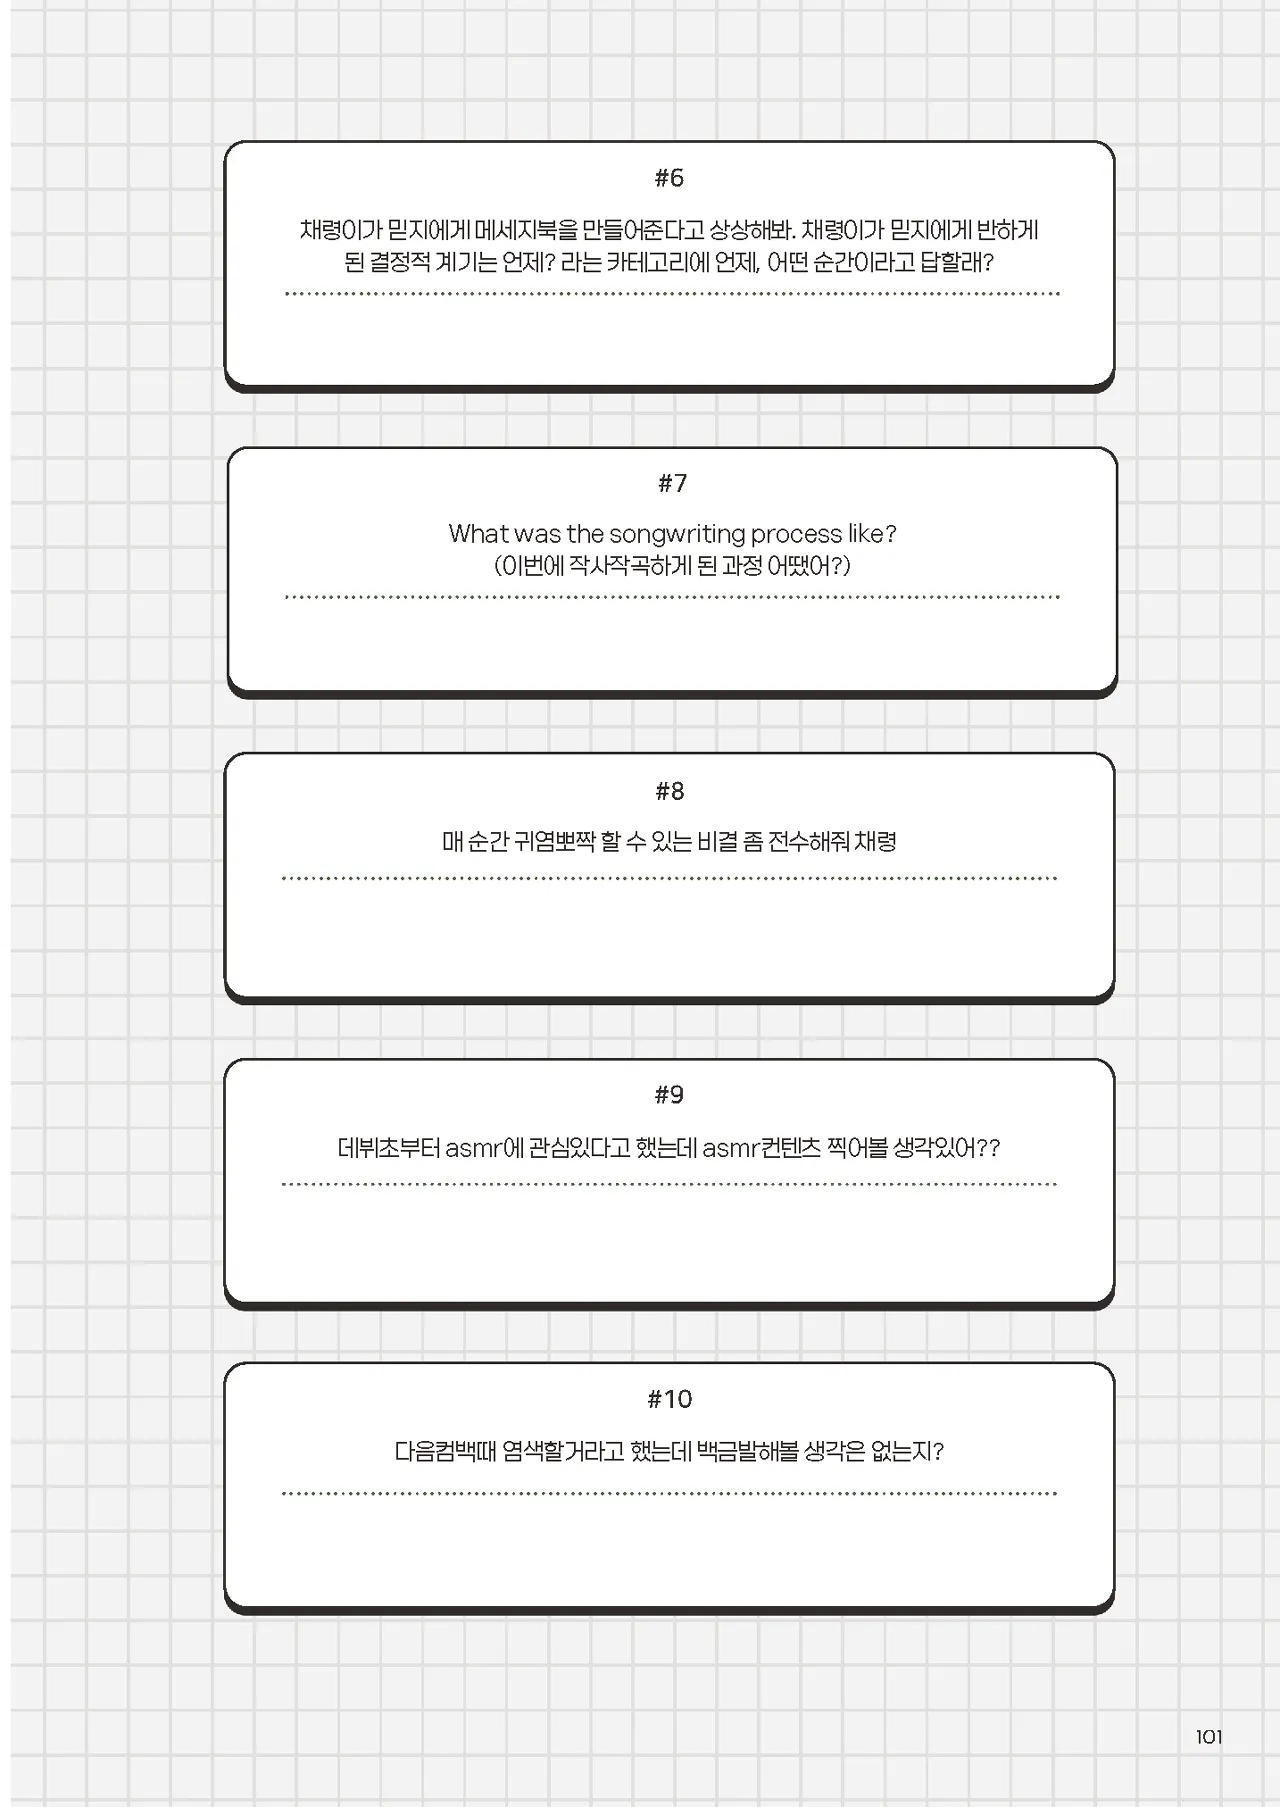 #6
채령이가 믿지에게 메세지북을 만들어준다고 상상해봐. 채령이가 믿지에게 반하게
된 결정적 계기는 언제? 라는 카테고리에 언제, 어떤 순간이라고 답할래?
#7
What was the songwriting process like?
(이번에 작사작곡하게 된 과정 어땠어?)
#8
매 순간 귀염뽀짝 할 수 있는 비결 좀 전수해줘 채령
#9
데뷔초부터 asmr에 관심있다고 했는데 asmr컨텐츠 찍어볼 생각있어??
#10
다음컴백때 염색할거라고 했는데 백금발해볼 생각은 없는지?
101